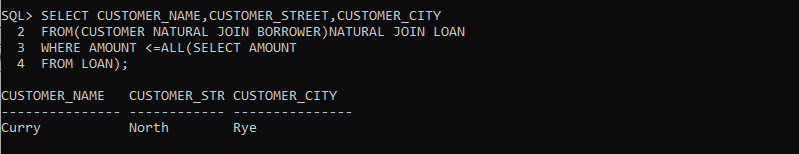 SQL> SELECT CUSTOMER_NAME,CUSTOMER_STREET,CUSTOMER_CITY
  2  FROM(CUSTOMER NATURAL JOIN BORROWER)NATURAL JOIN LOAN
  3  WHERE AMOUNT <=ALL(SELECT AMOUNT
  4  FROM LOAN);
CUSTOMER_NAME   CUSTOMER_STR CUSTOMER_CITY
--------------- ------------ ---------------
Curry           North        Rye